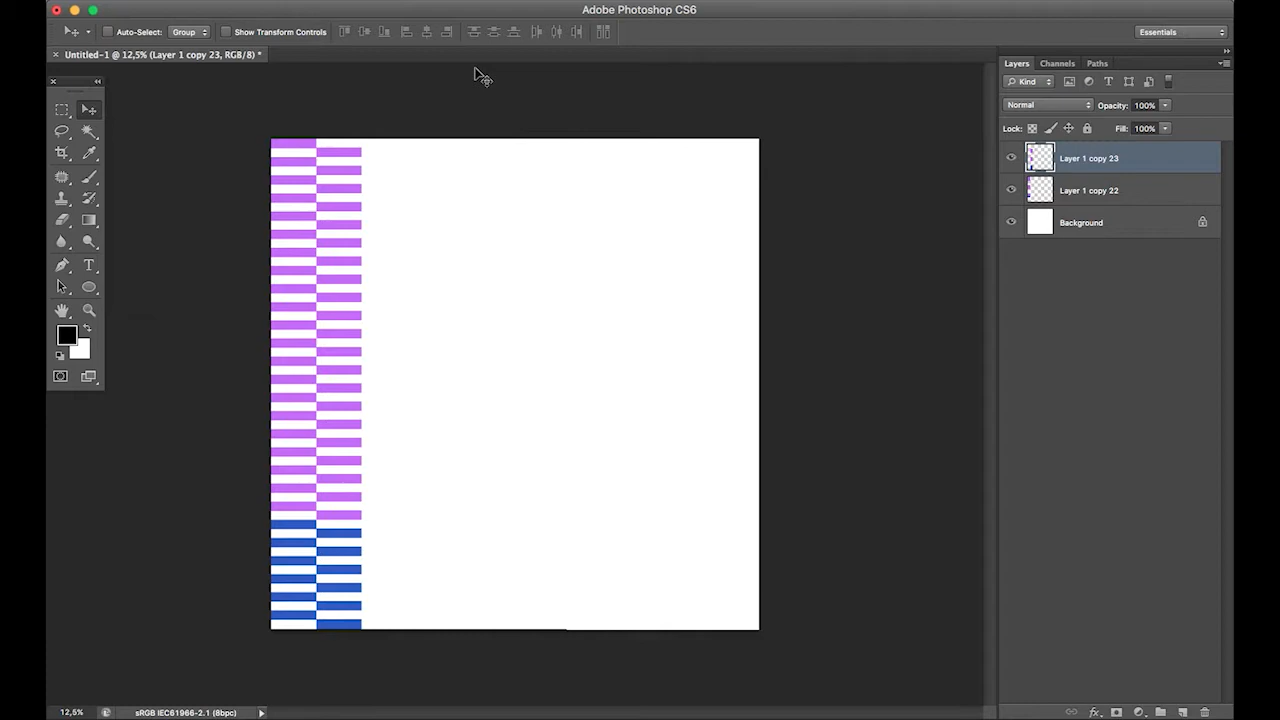 Adobe Photoshop CS6
Auto-Select: Group Show Transform Controls Essentials
Untitled-1 @ 12,5% (Layer 1 copy 23, RGB/8) *
Layers Channels Paths
Kind
Normal Opacity: 100%
Lock: Fill: 100%
Layer 1 copy 23
Layer 1 copy 22
Background
12,5% sRGB IEC61966-2.1 (8bpc)